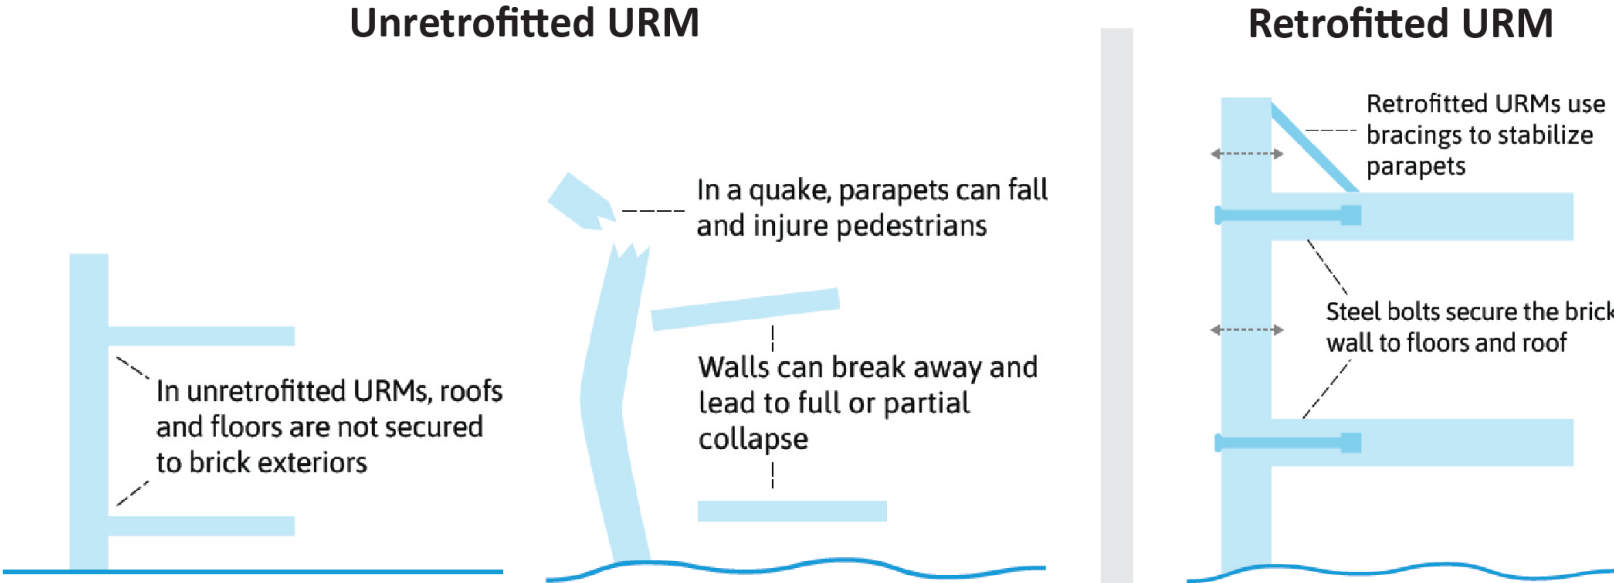 Unretrofitted URM
In unretrofitted URMs, roofs
and floors are not secured
to brick exteriors
In a quake, parapets can fall
and injure pedestrians
Walls can break away and
lead to full or partial
collapse
Retrofitted URM
Retrofitted URMs use
bracings to stabilize
parapets
Steel bolts secure the brick
wall to floors and roof